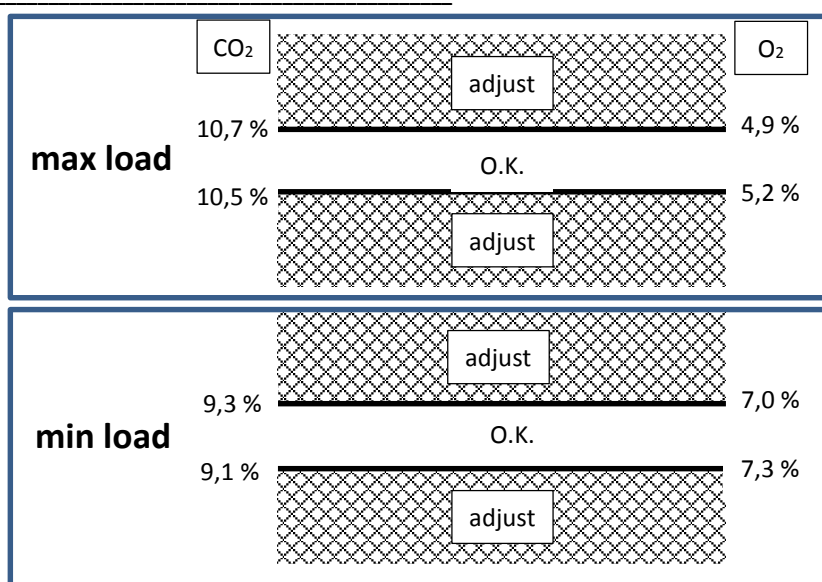 CO₂
O₂
adjust
10,7 %
4,9 %
max load
O.K.
10,5 %
5,2 %
adjust
adjust
9,3 %
7,0 %
min load
O.K.
9,1 %
7,3 %
adjust